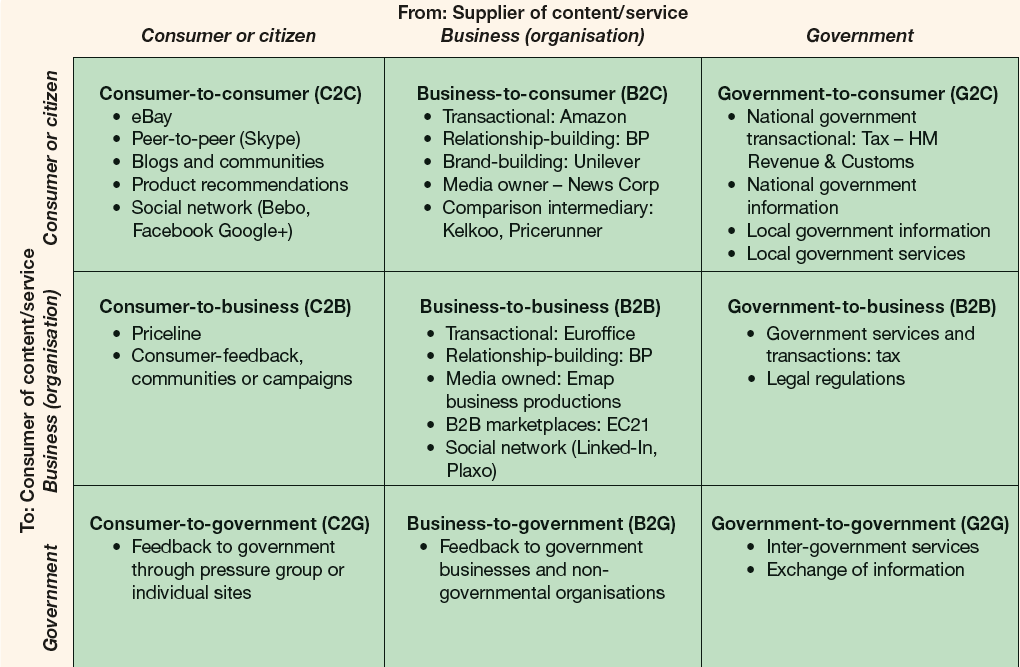 From: Supplier of content/service
Consumer or citizen
Business (organisation)
Government
To: Consumer of content/service
Consumer or citizen
Consumer-to-consumer (C2C)
• eBay
• Peer-to-peer (Skype)
• Blogs and communities
• Product recommendations
• Social network (Bebo,
Facebook Google+)
Business-to-consumer (B2C)
• Transactional: Amazon
• Relationship-building: BP
• Brand-building: Unilever
• Media owner – News Corp
• Comparison intermediary:
Kelkoo, Pricerunner
Government-to-consumer (G2C)
• National government
transactional: Tax – HM
Revenue & Customs
• National government
information
• Local government information
• Local government services
Business (organisation)
Consumer-to-business (C2B)
• Priceline
• Consumer-feedback,
communities or campaigns
Business-to-business (B2B)
• Transactional: Euroffice
• Relationship-building: BP
• Media owned: Emap
business productions
• B2B marketplaces: EC21
• Social network (Linked-In,
Plaxo)
Government-to-business (B2B)
• Government services and
transactions: tax
• Legal regulations
Government
Consumer-to-government (C2G)
• Feedback to government
through pressure group or
individual sites
Business-to-government (B2G)
• Feedback to government
businesses and non-
governmental organisations
Government-to-government (G2G)
• Inter-government services
• Exchange of information